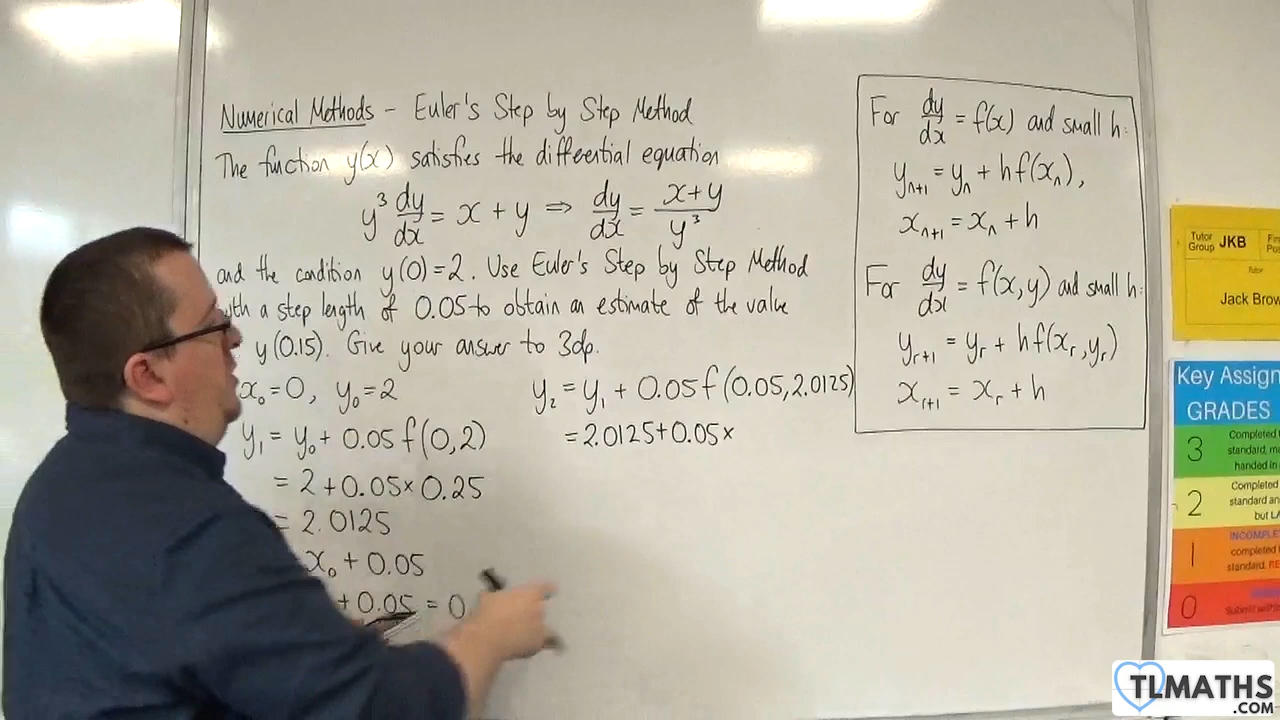 Numerical Methods - Euler's Step by Step Method
The function y(x) satisfies the differential equation
y³ dy/dx = x + y ⇒ dy/dx = (x+y)/y³
and the condition y(0)=2. Use Euler's Step by Step Method
a step length of 0.05 to obtain an estimate of the value
y(0.15). Give your answer to 3dp.
x₀=0, y₀=2
y₁ = y₀ + 0.05 f(0,2)
= 2 + 0.05 × 0.25
= 2.0125
x₀ + 0.05
+ 0.05 = 0.
y₂ = y₁ + 0.05 f(0.05, 2.0125)
= 2.0125 + 0.05 ×
For dy/dx = f(x) and small h:
yₙ₊₁ = yₙ + h f(xₙ),
xₙ₊₁ = xₙ + h
For dy/dx = f(x,y) and small h:
yᵣ₊₁ = yᵣ + h f(xᵣ, yᵣ)
xᵣ₊₁ = xᵣ + h
Tutor
Group JKB
Tutor
Jack Brow
Key Assign
GRADES
3
Completed
standard,
handed in
2
Completed
standard an
but LA
1
INCOMPLE
completed
standard. RE
0
TLMATHS
.COM